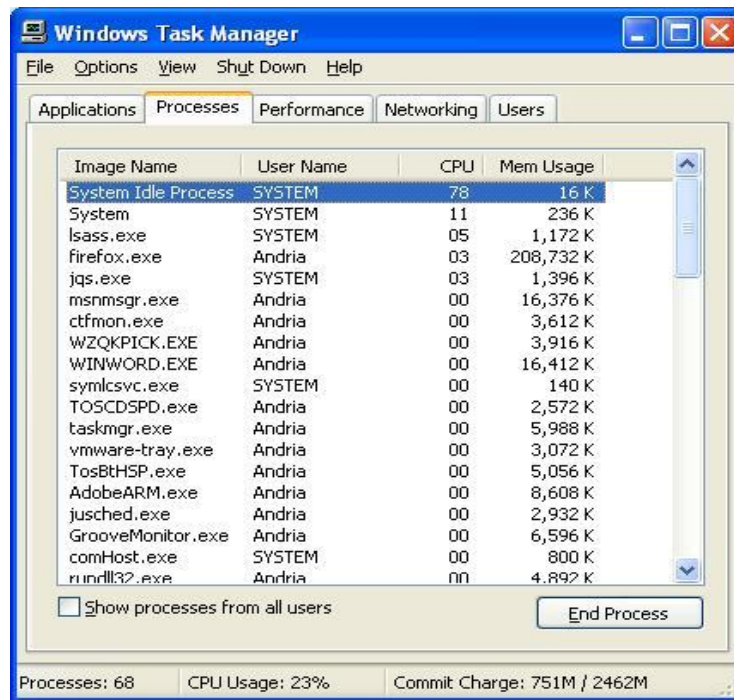 Windows Task Manager
File Options View Shut Down Help
Applications Processes Performance Networking Users
Image Name User Name CPU Mem Usage
System Idle Process SYSTEM 78 16 K
System SYSTEM 11 236 K
lsass.exe SYSTEM 05 1,172 K
firefox.exe Andria 03 208,732 K
jqs.exe SYSTEM 03 1,396 K
msnmsgr.exe Andria 00 16,376 K
ctfmon.exe Andria 00 3,612 K
WZQKPICK.EXE Andria 00 3,916 K
WINWORD.EXE Andria 00 16,412 K
symlcsvc.exe SYSTEM 00 140 K
TOSCDSPD.exe Andria 00 2,572 K
taskmgr.exe Andria 00 5,988 K
vmware-tray.exe Andria 00 3,072 K
TosBtHSP.exe Andria 00 5,056 K
AdobeARM.exe Andria 00 8,608 K
jusched.exe Andria 00 2,932 K
GrooveMonitor.exe Andria 00 6,596 K
comHost.exe SYSTEM 00 800 K
rundll32.exe Andria 00 4,892 K
Show processes from all users
End Process
Processes: 68 CPU Usage: 23% Commit Charge: 751M / 2462M